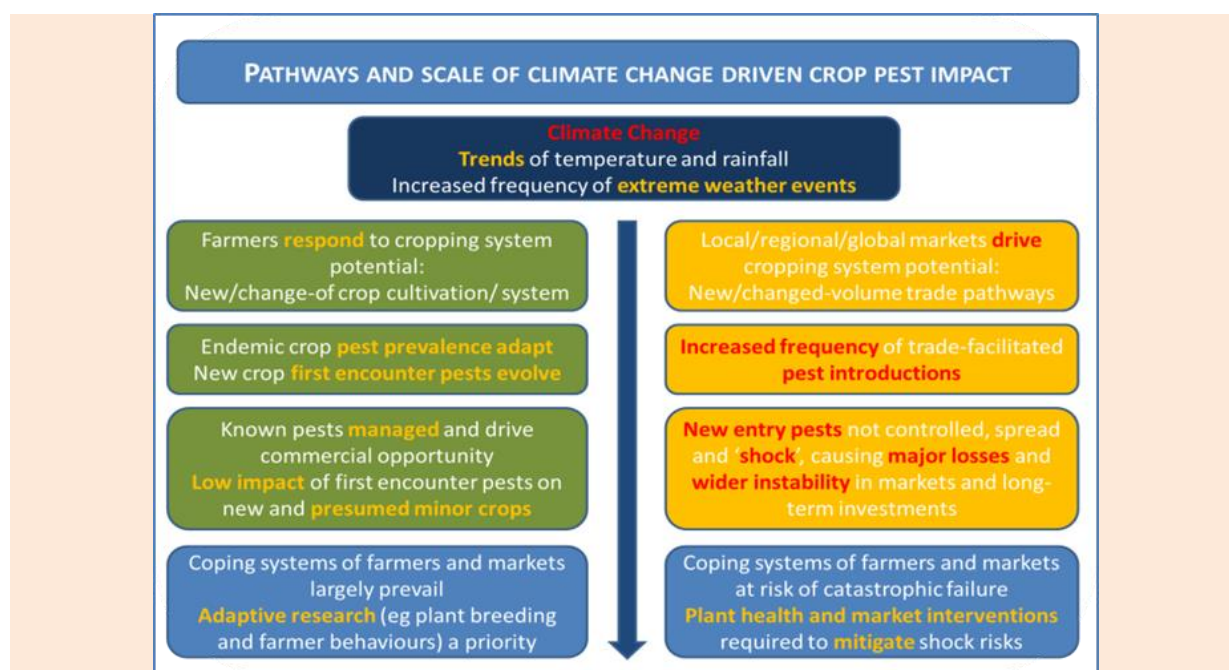 PATHWAYS AND SCALE OF CLIMATE CHANGE DRIVEN CROP PEST IMPACT
Climate Change
Trends of temperature and rainfall
Increased frequency of extreme weather events
Farmers respond to cropping system
potential:
New/change-of crop cultivation/ system
Endemic crop pest prevalence adapt
New crop first encounter pests evolve
Known pests managed and drive
commercial opportunity
Low impact of first encounter pests on
new and presumed minor crops
Coping systems of farmers and markets
largely prevail
Adaptive research (eg plant breeding
and farmer behaviours) a priority
Local/regional/global markets drive
cropping system potential:
New/changed-volume trade pathways
Increased frequency of trade-facilitated
pest introductions
New entry pests not controlled, spread
and ‘shock’, causing major losses and
wider instability in markets and long-
term investments
Coping systems of farmers and markets
at risk of catastrophic failure
Plant health and market interventions
required to mitigate shock risks